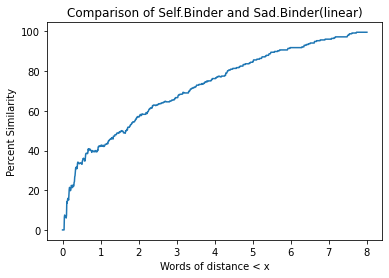 Comparison of Self.Binder and Sad.Binder(linear)
Percent Similarity
100
80
60
40
20
0
0 1 2 3 4 5 6 7 8
Words of distance < x